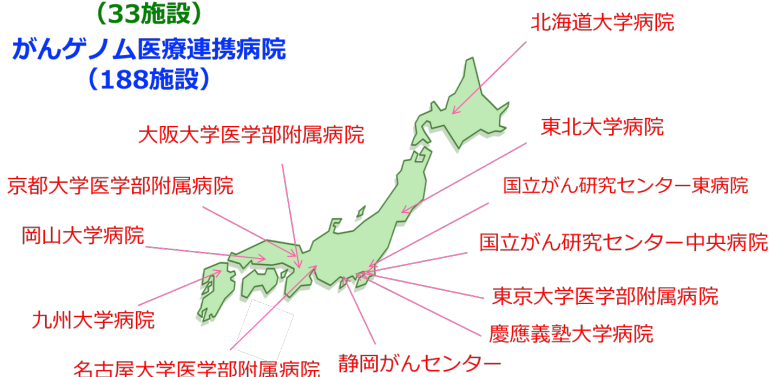 （33施設）
がんゲノム医療連携病院
（188施設）
北海道大学病院
大阪大学医学部附属病院
東北大学病院
京都大学医学部附属病院
国立がん研究センター東病院
岡山大学病院
国立がん研究センター中央病院
東京大学医学部附属病院
九州大学病院
慶應義塾大学病院
名古屋大学医学部附属病院
静岡がんセンター